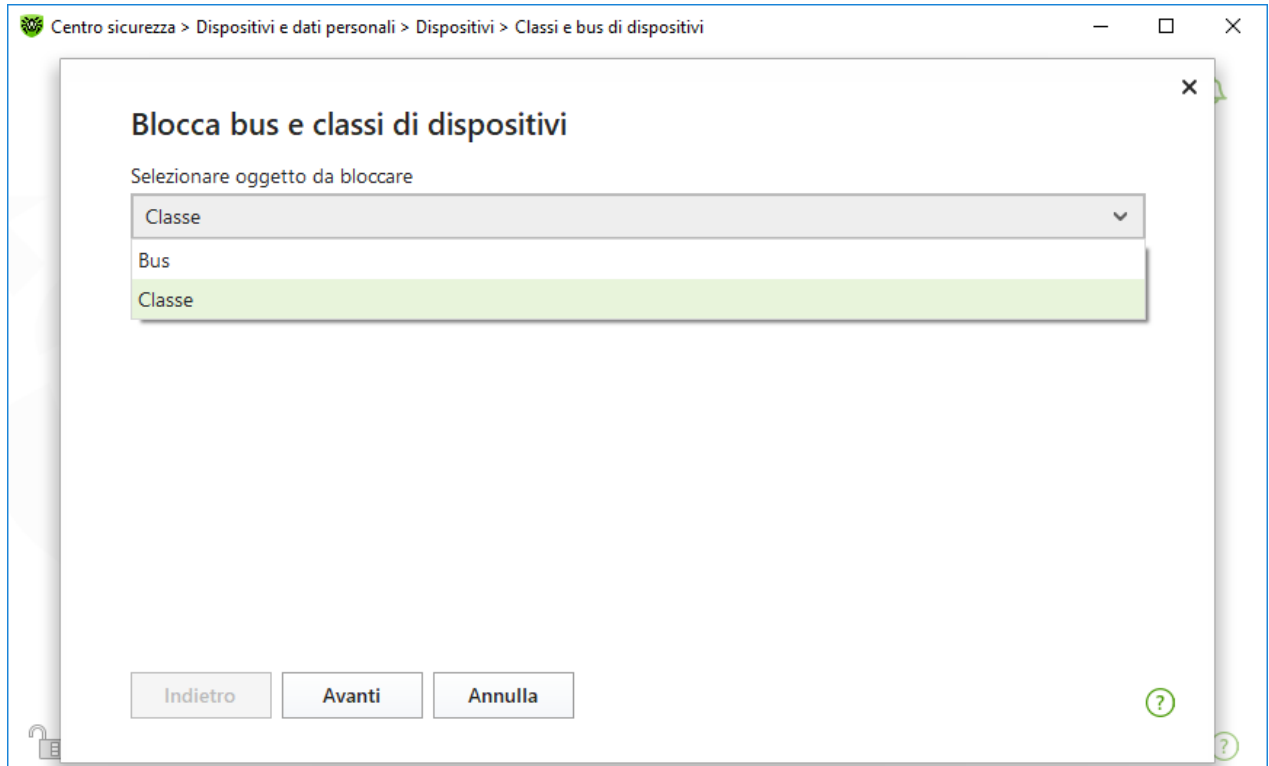 Centro sicurezza > Dispositivi e dati personali > Dispositivi > Classi e bus di dispositivi
Blocca bus e classi di dispositivi
Selezionare oggetto da bloccare
Classe
Bus
Classe
Indietro
Avanti
Annulla
?
?